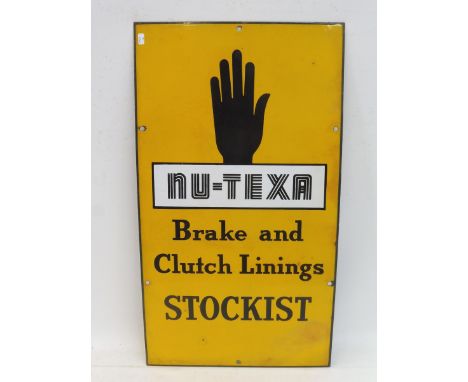 NU-TEXA
Brake and
Clutch Linings
STOCKIST